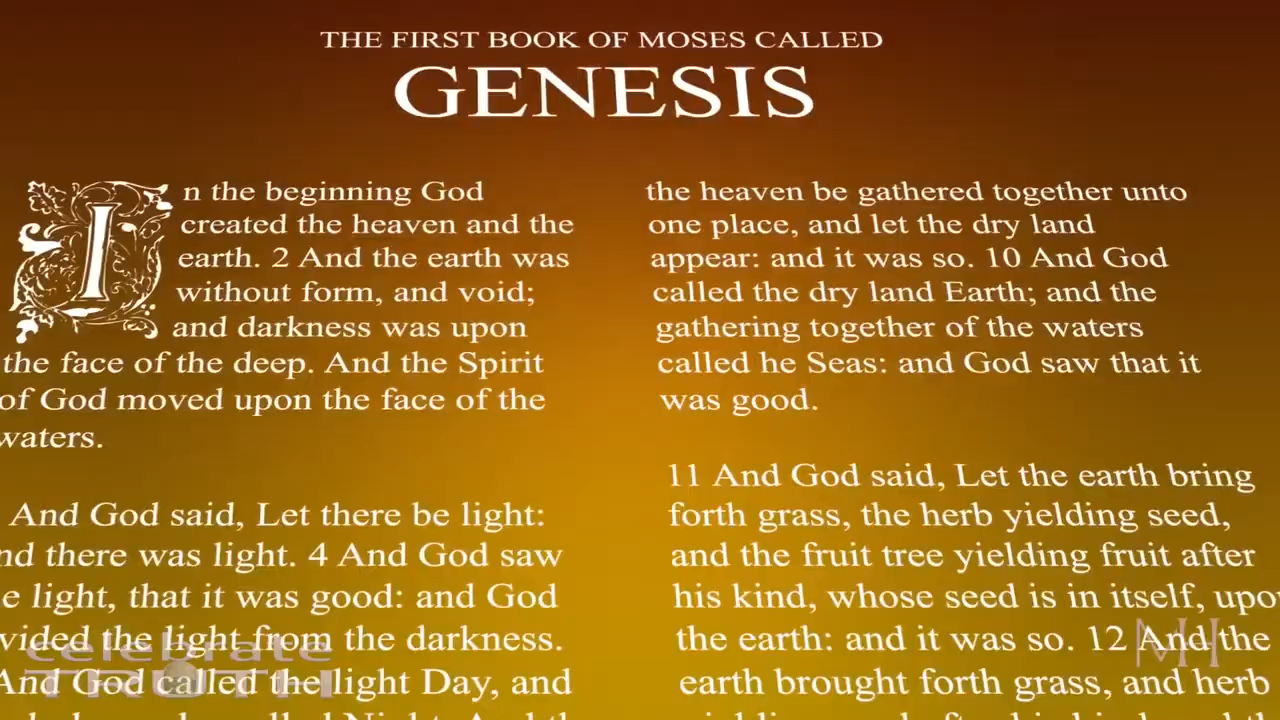 THE FIRST BOOK OF MOSES CALLED
GENESIS
In the beginning God
created the heaven and the
earth. 2 And the earth was
without form, and void;
and darkness was upon
the face of the deep. And the Spirit
of God moved upon the face of the
waters.
And God said, Let there be light:
nd there was light. 4 And God saw
e light, that it was good: and God
vided the light from the darkness.
And God called the light Day, and
the heaven be gathered together unto
one place, and let the dry land
appear: and it was so. 10 And God
called the dry land Earth; and the
gathering together of the waters
called he Seas: and God saw that it
was good.
11 And God said, Let the earth bring
forth grass, the herb yielding seed,
and the fruit tree yielding fruit after
his kind, whose seed is in itself, upo
the earth: and it was so. 12 And the
earth brought forth grass, and herb
celebrate
TRUTH